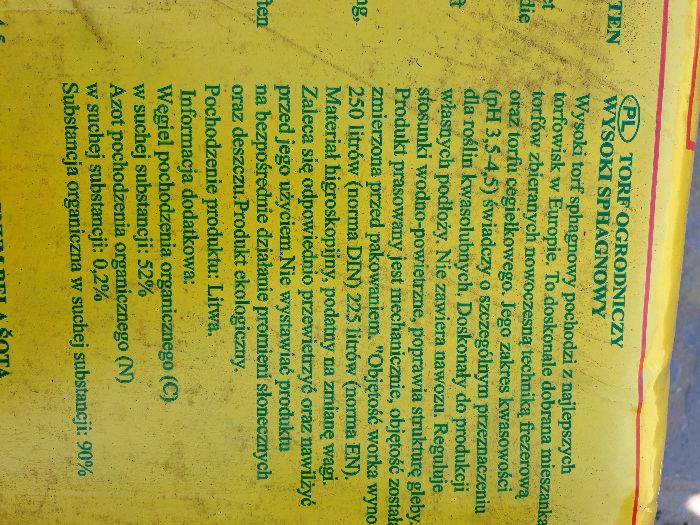 PL TORF OGRODNICZY
WYSOKI SPHAGNOWY
Wysoki torf sphagnowy pochodzi z najlepszych
torfowisk w Europie. To doskonale dobrana mieszanka
torfów zbieranych nowoczesną techniką frezerową
oraz torfu cegiełkowego. Jego zakres kwasowości
(pH 3,5-4,5) świadczy o szczególnym przeznaczeniu
dla roślin kwasolubnych. Doskonały do produkcji
własnych podłoży. Nie zawiera nawozu. Reguluje
stosunki wodno-powietrzne, poprawia strukturę gleby.
Produkt prasowany jest mechanicznie, objętość została
zmierzona przed pakowaniem. "Objętość worka wyno
250 litrów (norma DIN) 225 litrów (norma EN).
Materiał higroskopijny, podatny na zmianę wagi.
Zaleca się odpowiednio przewietrzyć oraz nawilżyć
przed jego użyciem.Nie wystawiać produktu
na bezpośrednie działanie promieni słonecznych
oraz deszczu.Produkt ekologiczny.
Pochodzenie produktu: Litwa.
Informacja dodatkowa:
Węgiel pochodzenia organicznego (C)
w suchej substancji: 52%
Azot pochodzenia organicznego (N)
w suchej substancji: 0,2%
Substancja organiczna w suchej substancji: 90%